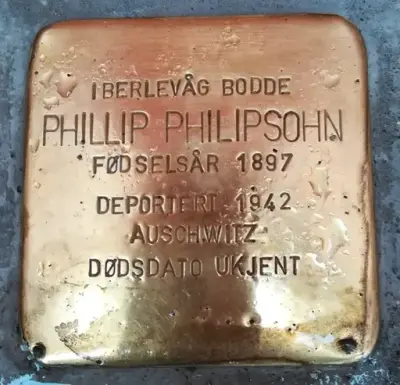 I BERLEVÅG BODDE
PHILLIP PHILIPSOHN
FØDSELSÅR 1897
DEPORTERT 1942
AUSCHWITZ
DØDSDATO UKJENT